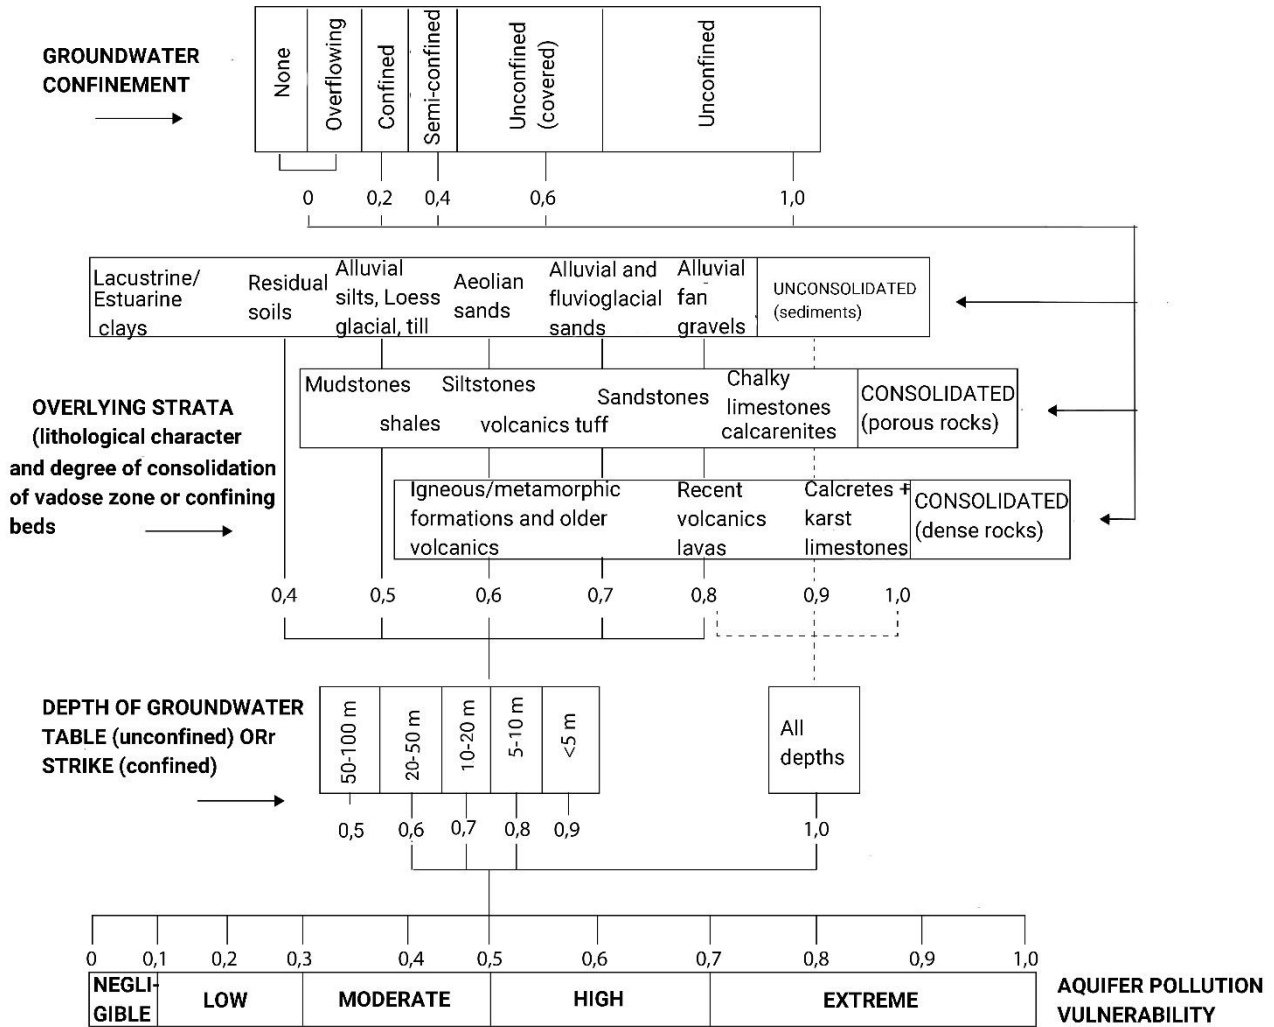 GROUNDWATER
CONFINEMENT
None
Overflowing
Confined
Semi-confined
Unconfined
(covered)
Unconfined
0 0,2 0,4 0,6 1,0
Lacustrine/
Estuarine
clays
Residual
soils
Alluvial
silts, Loess
glacial, till
Aeolian
sands
Alluvial and
fluvioglacial
sands
Alluvial
fan
gravels
UNCONSOLIDATED
(sediments)
Mudstones
shales
Siltstones
volcanics tuff
Sandstones
Chalky
limestones
calcarenites
CONSOLIDATED
(porous rocks)
OVERLYING STRATA
(lithological character
and degree of consolidation
of vadose zone or confining
beds
Igneous/metamorphic
formations and older
volcanics
Recent
volcanics
lavas
Calcretes +
karst
limestones
CONSOLIDATED
(dense rocks)
0,4 0,5 0,6 0,7 0,8 0,9 1,0
DEPTH OF GROUNDWATER
TABLE (unconfined) ORr
STRIKE (confined)
50-100 m
20-50 m
10-20 m
5-10 m
<5 m
All
depths
0,5 0,6 0,7 0,8 0,9 1,0
0 0,1 0,2 0,3 0,4 0,5 0,6 0,7 0,8 0,9 1,0
NEGLI-
GIBLE
LOW
MODERATE
HIGH
EXTREME
AQUIFER POLLUTION
VULNERABILITY